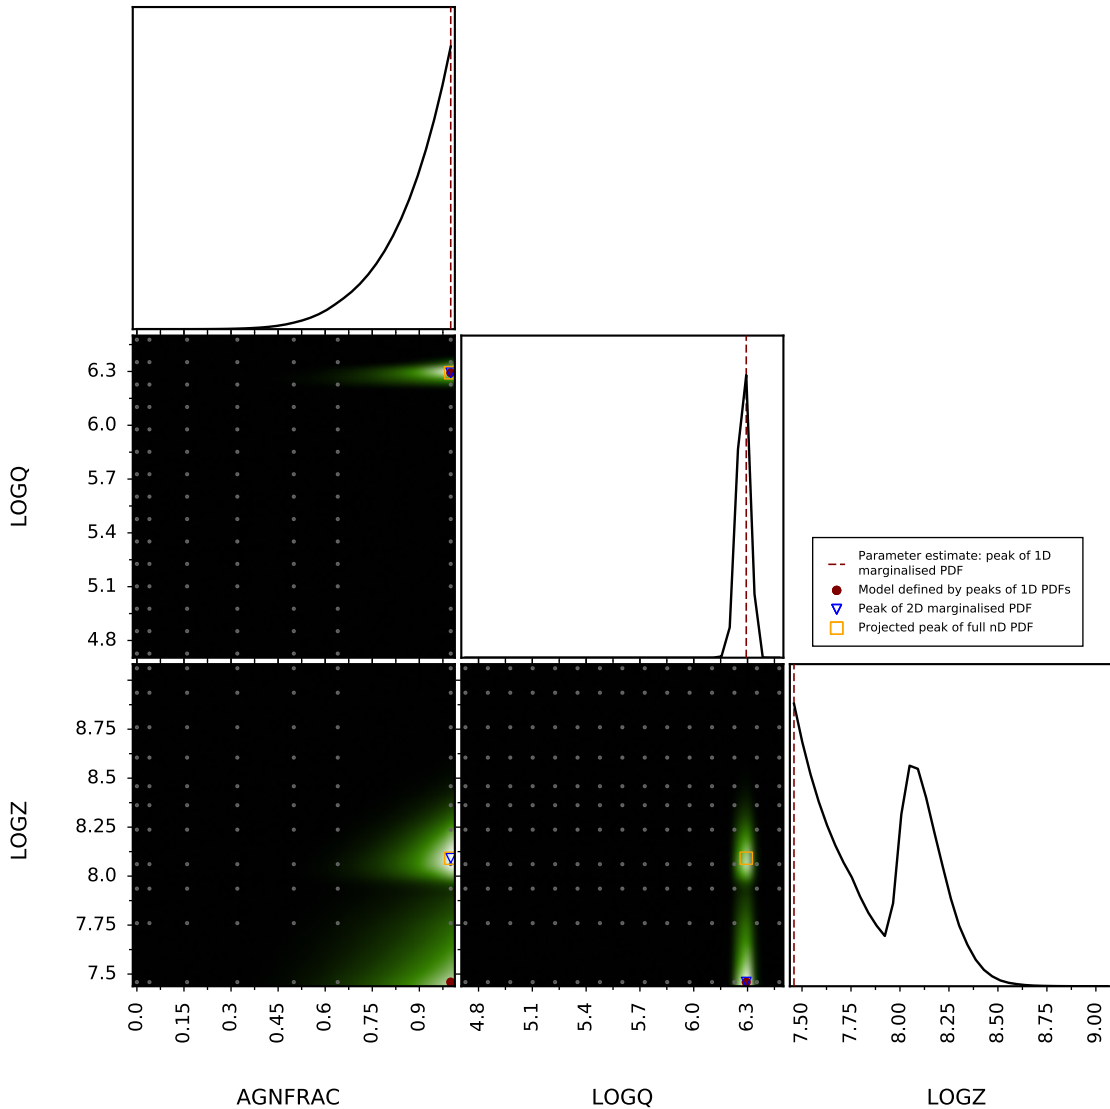 6.3
6.0
5.7
5.4
5.1
4.8
LOGQ
Parameter estimate: peak of 1D
marginalised PDF
Model defined by peaks of 1D PDFs
Peak of 2D marginalised PDF
Projected peak of full nD PDF
8.75
8.5
8.25
8.0
7.75
7.5
LOGZ
0.0 0.15 0.3 0.45 0.6 0.75 0.9
4.8 5.1 5.4 5.7 6.0 6.3
7.50 7.75 8.00 8.25 8.50 8.75 9.00
AGNFRAC LOGQ LOGZ